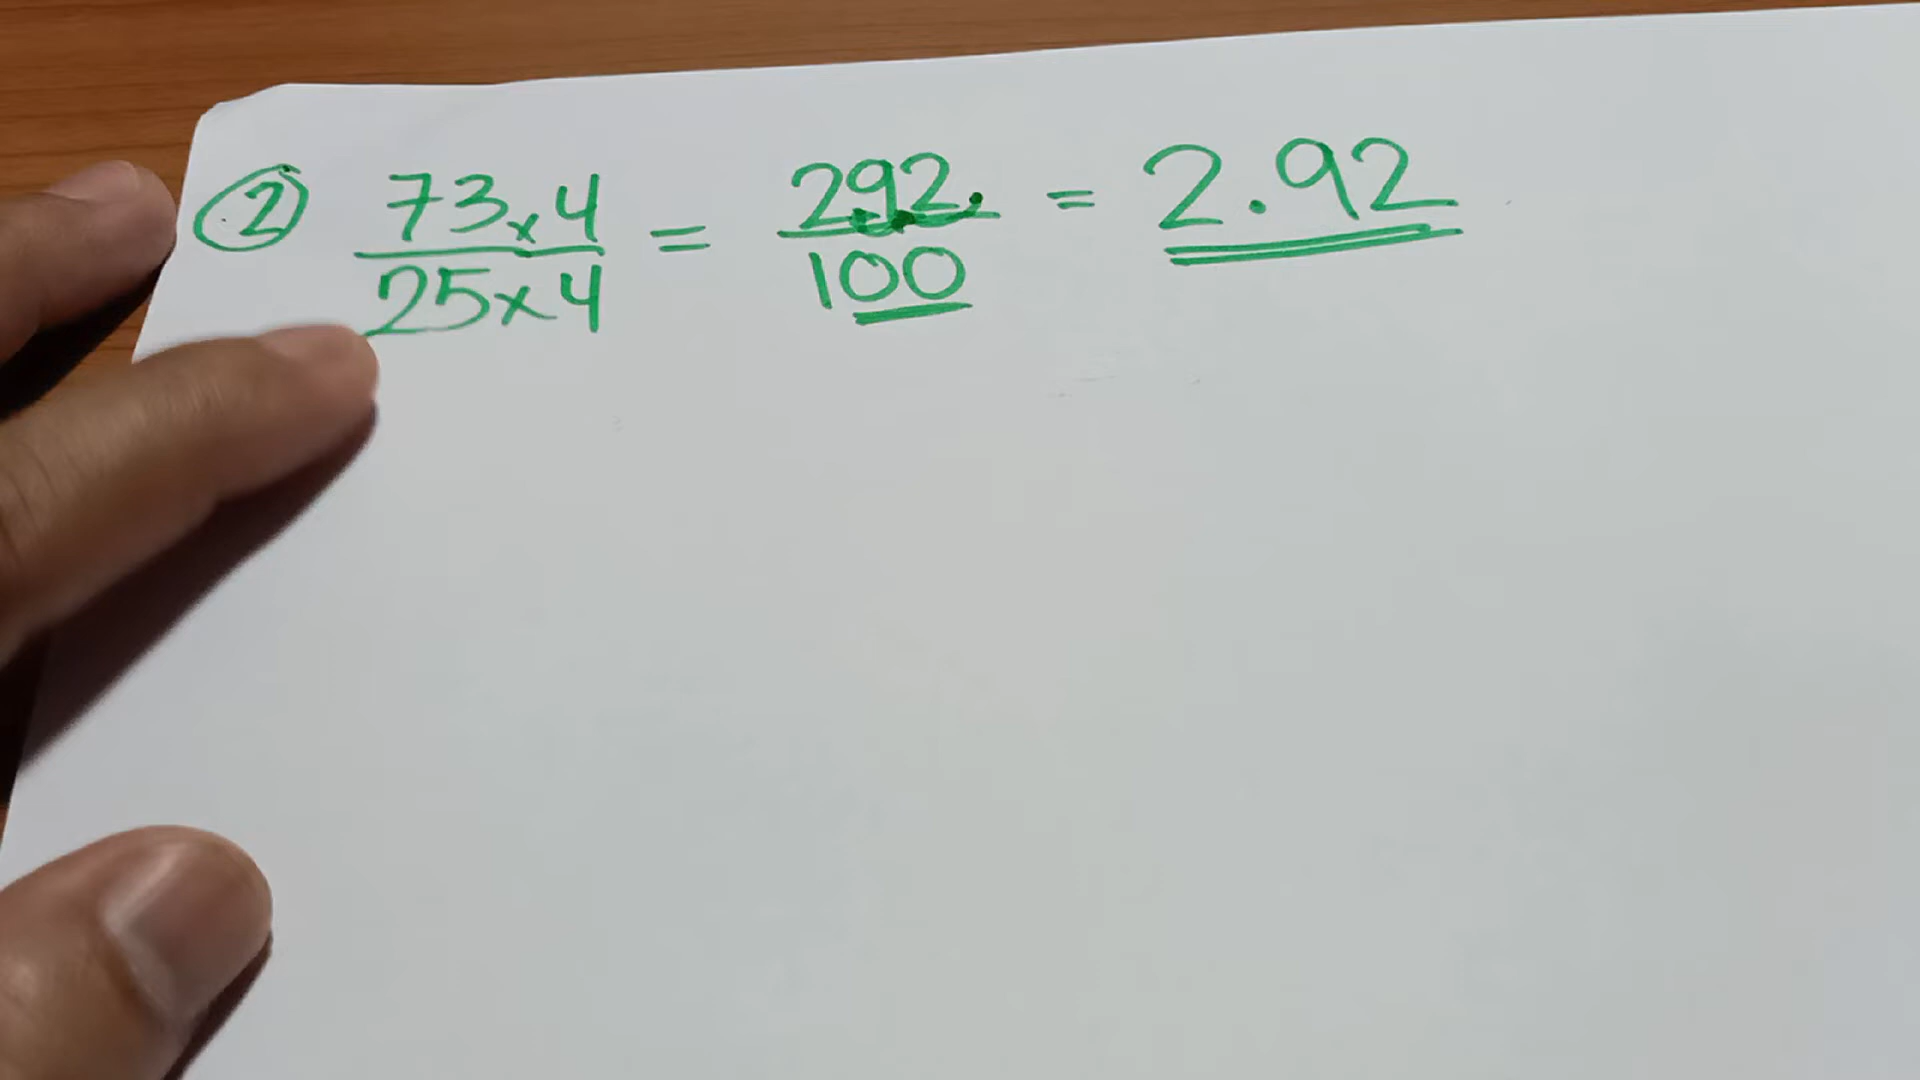 ② 73×4/25×4 = 292./100 = 2.92